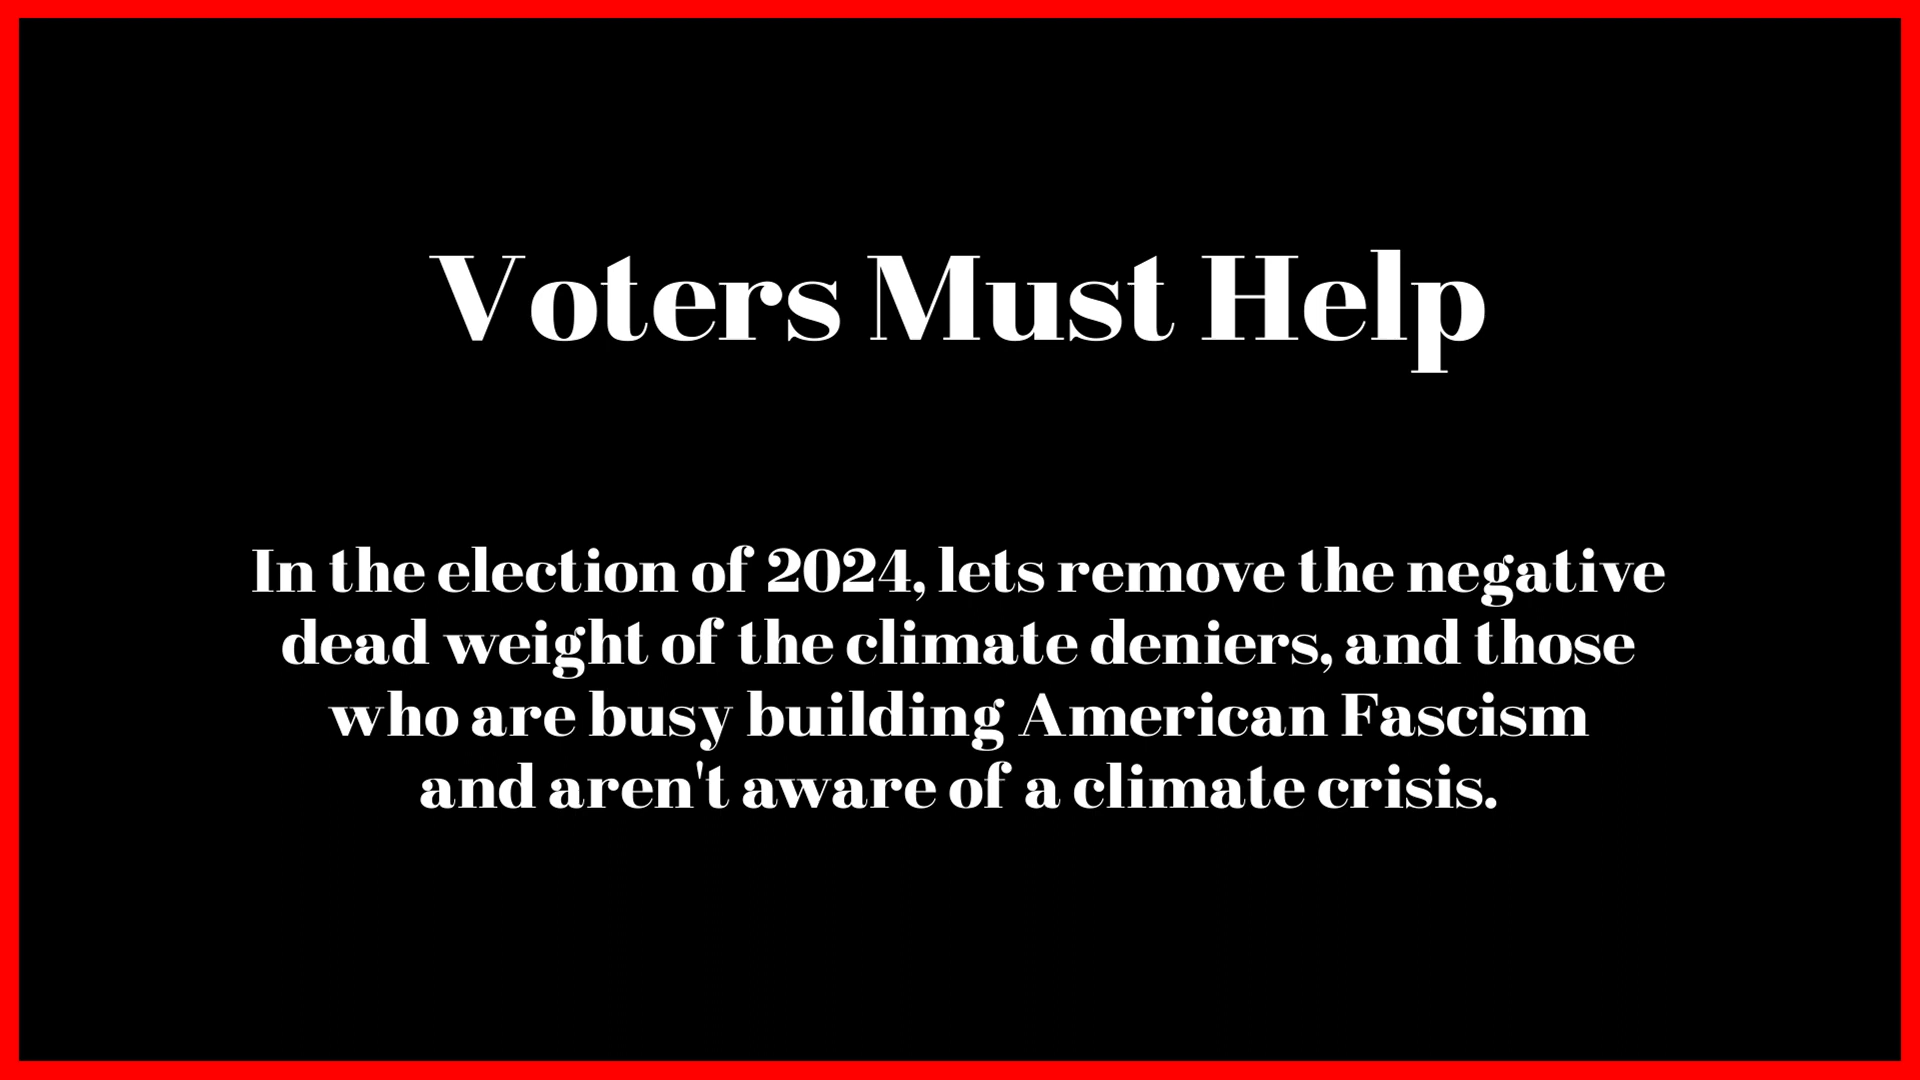 Voters Must Help
In the election of 2024, lets remove the negative
dead weight of the climate deniers, and those
who are busy building American Fascism
and aren't aware of a climate crisis.